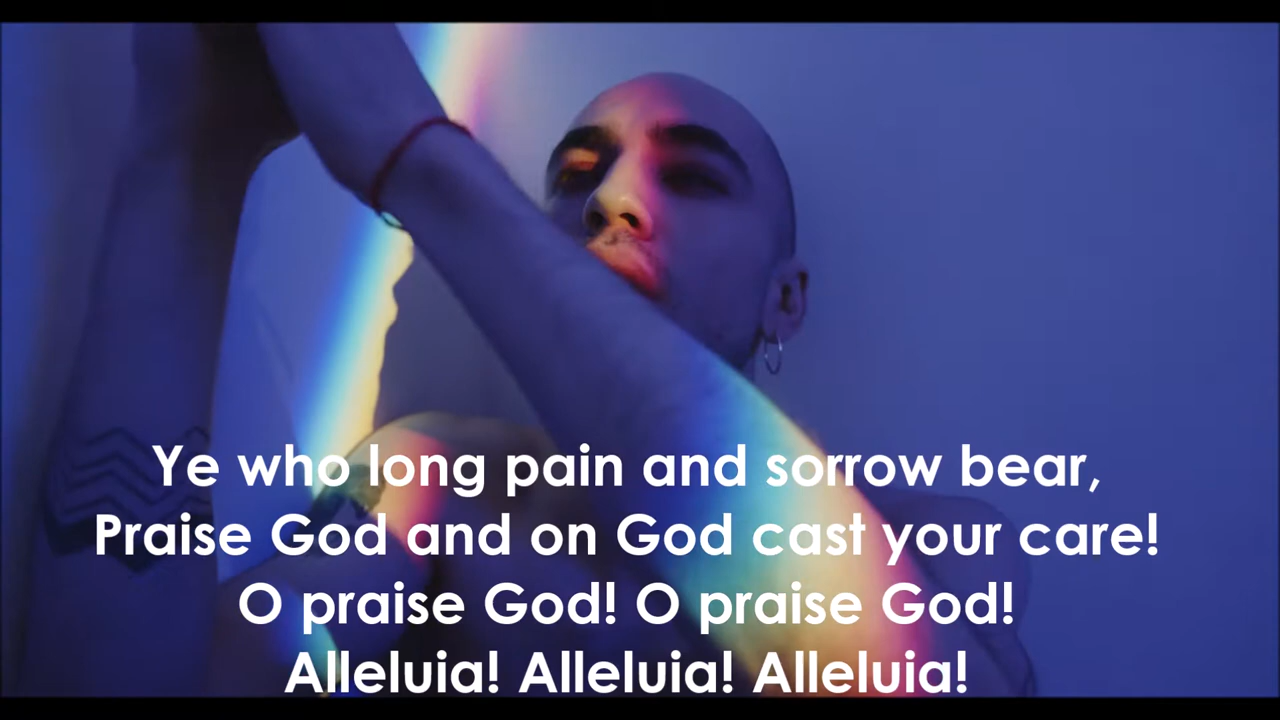 Ye who long pain and sorrow bear,
Praise God and on God cast your care!
O praise God! O praise God!
Alleluia! Alleluia! Alleluia!